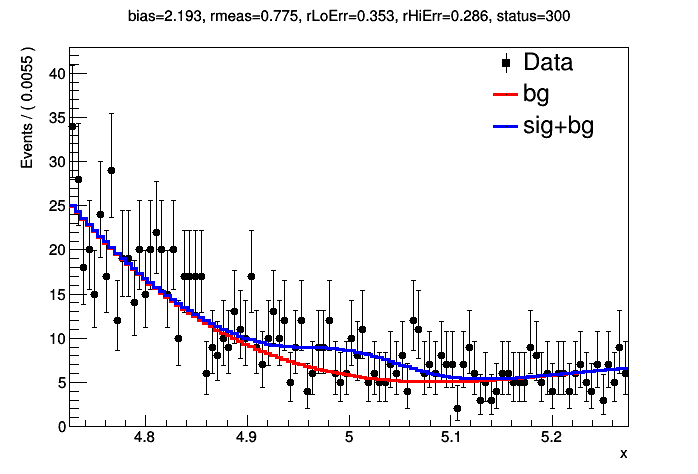 bias=2.193, rmeas=0.775, rLoErr=0.353, rHiErr=0.286, status=300
Events / ( 0.0055 )
40
35
30
25
20
15
10
5
0
Data
bg
sig+bg
4.8 4.9 5 5.1 5.2
x